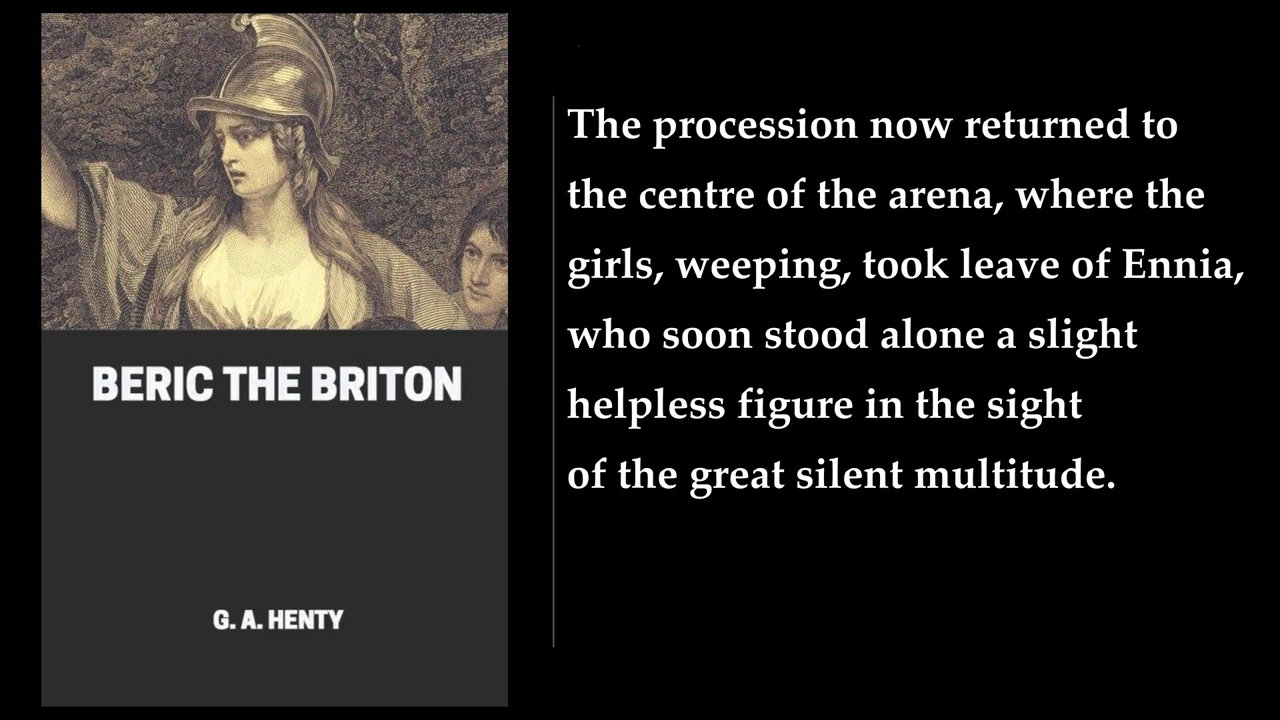 BERIC THE BRITON
G. A. HENTY
The procession now returned to
the centre of the arena, where the
girls, weeping, took leave of Ennia,
who soon stood alone a slight
helpless figure in the sight
of the great silent multitude.